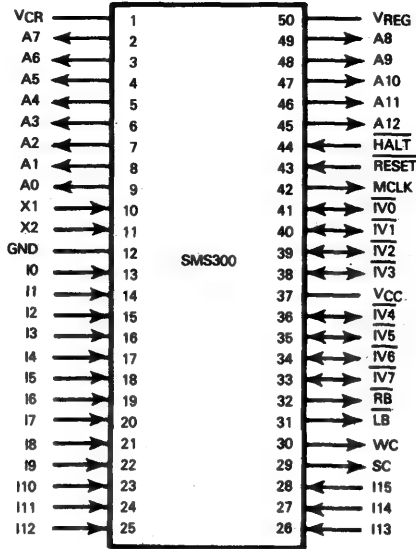 VCR 1 50 VREG
A7 2 49 A8
A6 3 48 A9
A5 4 47 A10
A4 5 46 A11
A3 6 45 A12
A2 7 44 HALT
A1 8 43 RESET
A0 9 42 MCLK
X1 10 41 IV0
X2 11 40 IV1
GND 12 39 IV2
SMS300
I0 13 38 IV3
I1 14 37 VCC
I2 15 36 IV4
I3 16 35 IV5
I4 17 34 IV6
I5 18 33 IV7
I6 19 32 RB
I7 20 31 LB
I8 21 30 WC
I9 22 29 SC
I10 23 28 I15
I11 24 27 I14
I12 25 26 I13